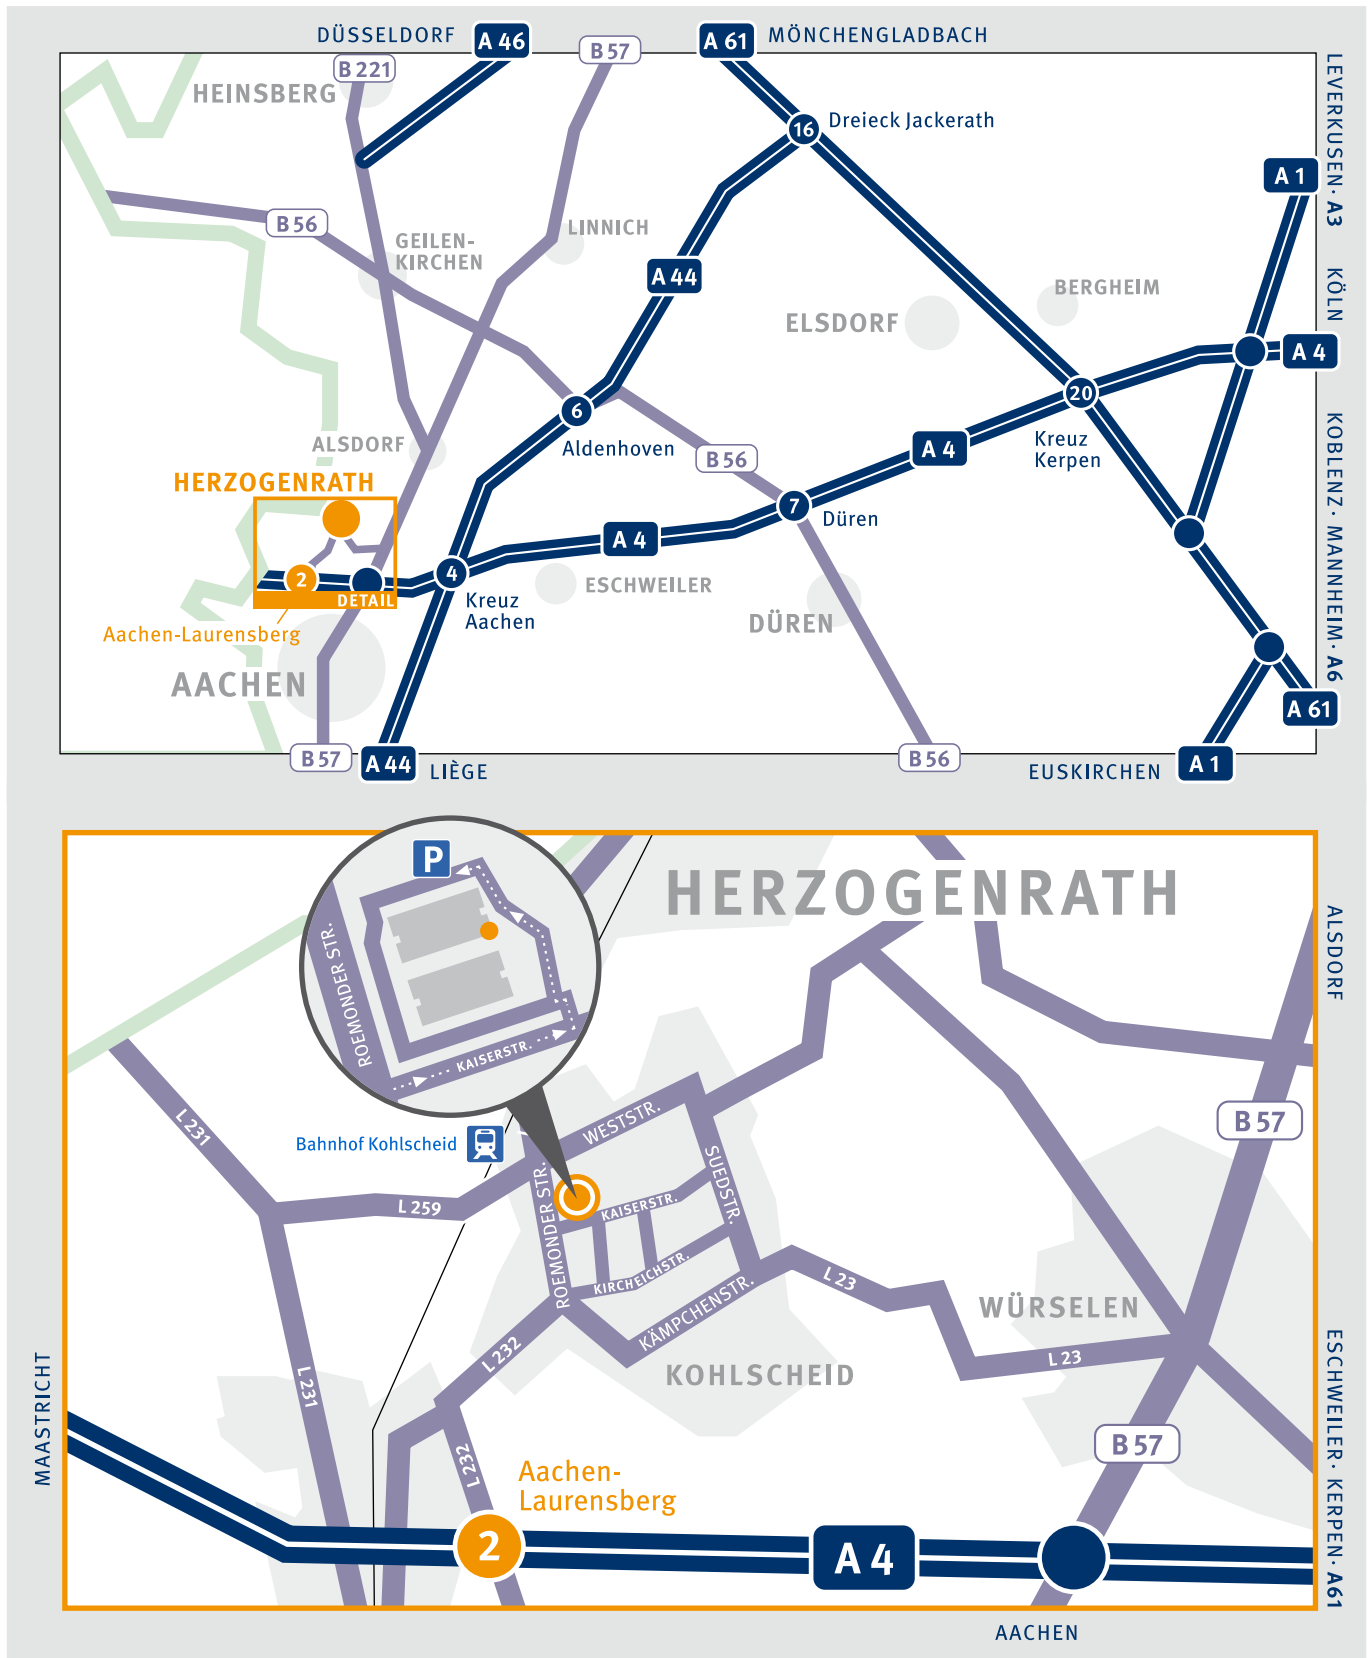 DÜSSELDORF
A 46
B 57
A 61
MÖNCHENGLADBACH
B 221
HEINSBERG
LEVERKUSEN · A3
16
Dreieck Jackerath
A 1
B 56
LINNICH
GEILEN-
KIRCHEN
A 44
BERGHEIM
KÖLN
ELSDORF
A 4
20
6
ALSDORF
Aldenhoven
B 56
A 4
Kreuz
Kerpen
KOBLENZ · MANNHEIM · A6
HERZOGENRATH
7
Düren
A 4
2
4
DETAIL
Kreuz
Aachen
ESCHWEILER
DÜREN
Aachen-Laurensberg
AACHEN
A 61
B 57
A 44
LIÈGE
B 56
EUSKIRCHEN
A 1
P
HERZOGENRATH
ROEMONDER STR.
KAISERSTR.
ALSDORF
L 231
B 57
Bahnhof Kohlscheid
WESTSTR.
SUEDSTR.
ROEMONDER STR.
L 259
KAISERSTR.
KIRCHEICHSTR.
KÄMPCHENSTR.
L 23
WÜRSELEN
L 232
L 23
KOHLSCHEID
L 231
MAASTRICHT
B 57
L 232
Aachen-
Laurensberg
2
A 4
ESCHWEILER · KERPEN · A61
AACHEN